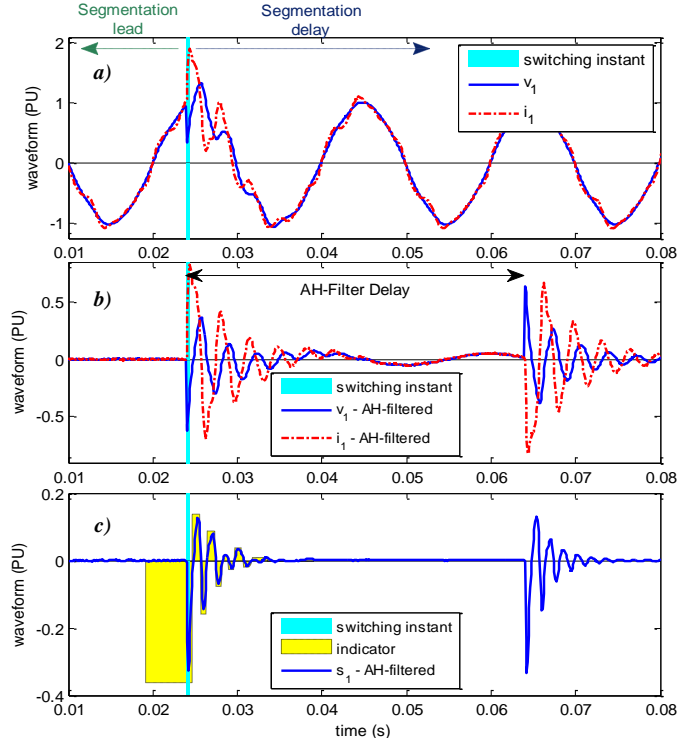 Segmentation lead
Segmentation delay
a)
waveform (PU)
2
1
0
-1
switching instant
v1
i1
0.01 0.02 0.03 0.04 0.05 0.06 0.07 0.08
b)
AH-Filter Delay
waveform (PU)
0.5
0
-0.5
switching instant
v1 - AH-filtered
i1 - AH-filtered
0.01 0.02 0.03 0.04 0.05 0.06 0.07 0.08
c)
waveform (PU)
0.2
0
-0.2
-0.4
switching instant
indicator
s1 - AH-filtered
0.01 0.02 0.03 0.04 0.05 0.06 0.07 0.08
time (s)